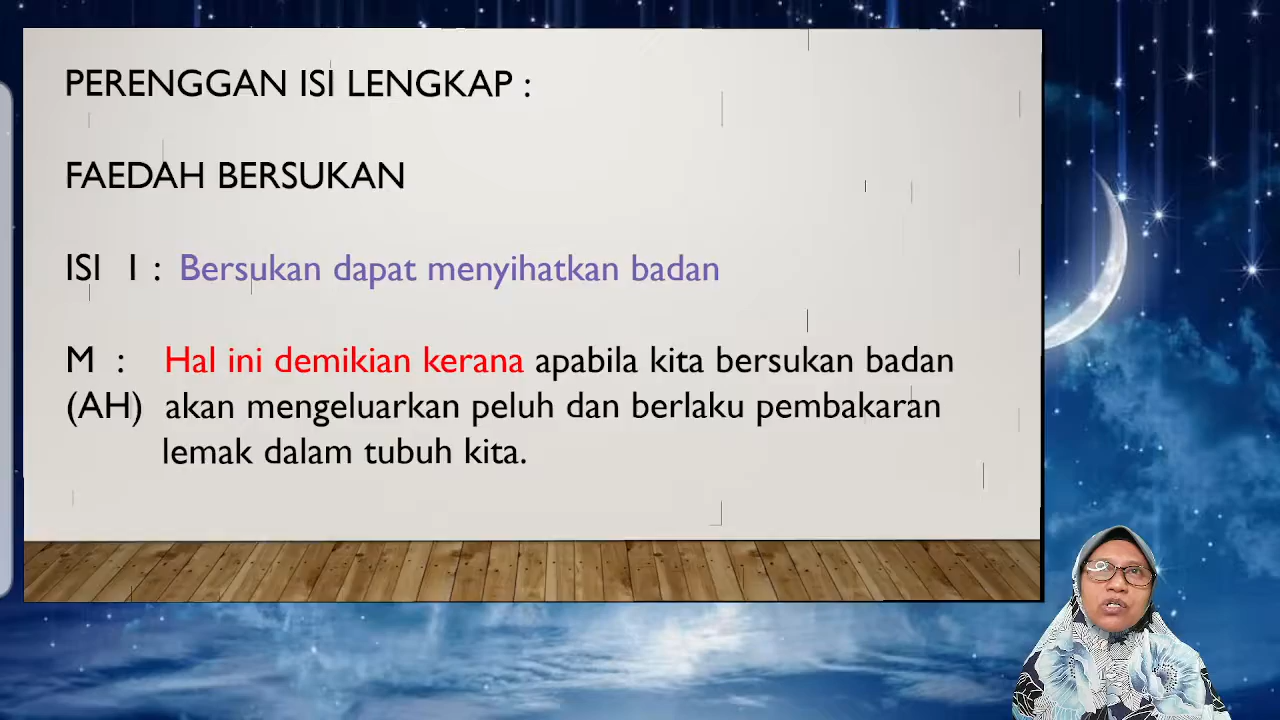 PERENGGAN ISI LENGKAP :
FAEDAH BERSUKAN
ISI 1 : Bersukan dapat menyihatkan badan
M : Hal ini demikian kerana apabila kita bersukan badan
(AH) akan mengeluarkan peluh dan berlaku pembakaran
lemak dalam tubuh kita.